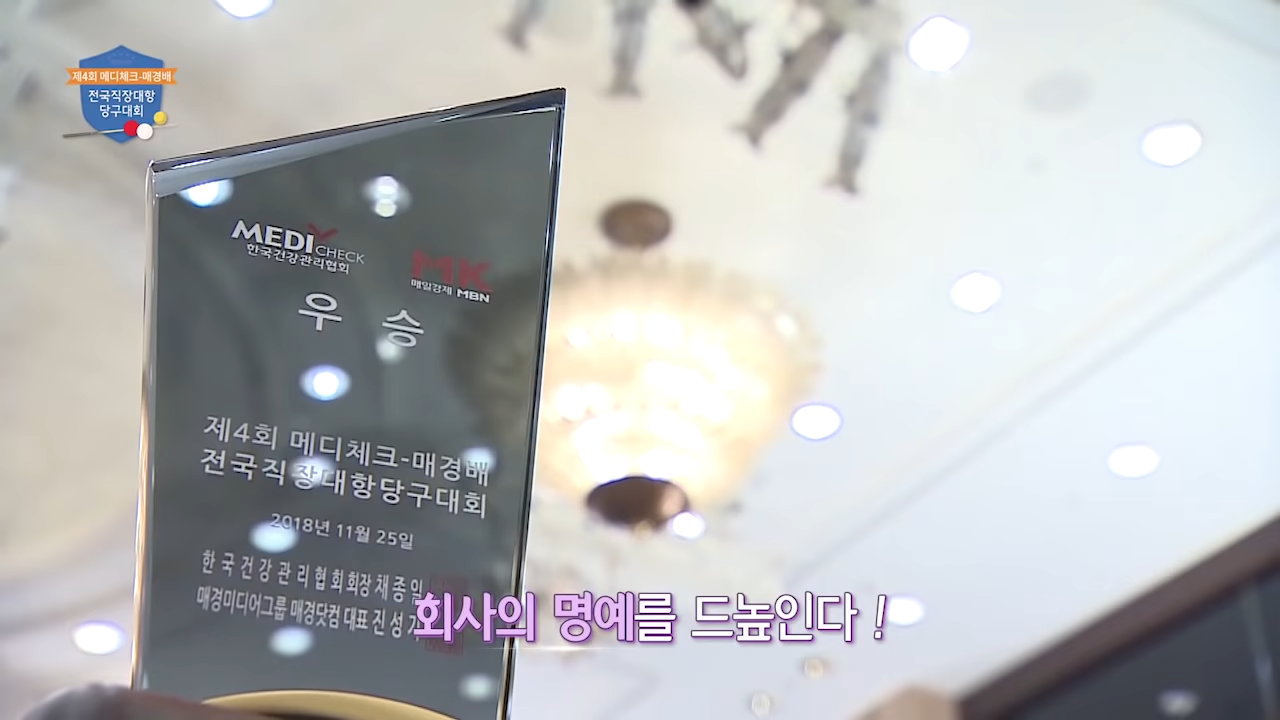 제4회 메디체크-매경배
전국직장대항
당구대회
MEDI CHECK
한국건강관리협회
MK
매일경제 MBN
우 승
제4회 메디체크-매경배
전국직장대항당구대회
2018년 11월 25일
한국건강관리협회회장 채종일
매경미디어그룹 매경닷컴 대표 진성
회사의 명예를 드높인다 !